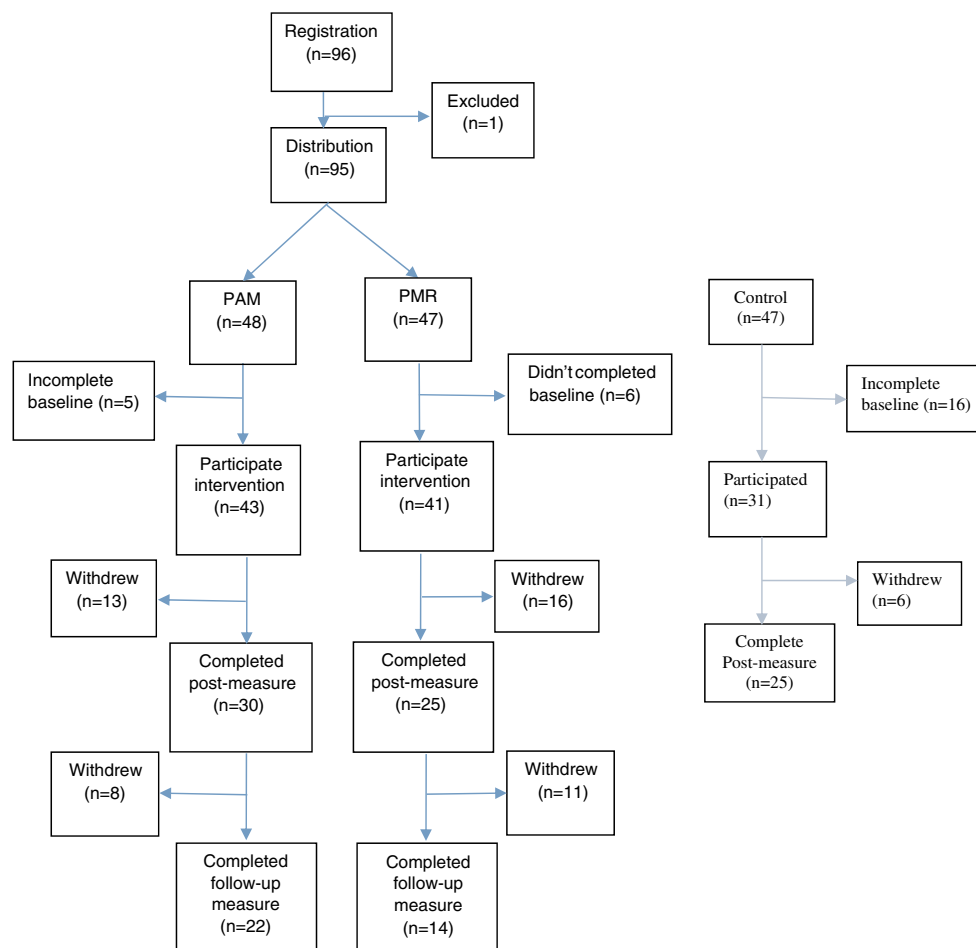 Registration
(n=96)
Excluded
(n=1)
Distribution
(n=95)
PAM
(n=48)
PMR
(n=47)
Control
(n=47)
Incomplete
baseline (n=5)
Didn't completed
baseline (n=6)
Incomplete
baseline (n=16)
Participate
intervention
(n=43)
Participate
intervention
(n=41)
Participated
(n=31)
Withdrew
(n=13)
Withdrew
(n=16)
Withdrew
(n=6)
Completed
post-measure
(n=30)
Completed
post-measure
(n=25)
Complete
Post-measure
(n=25)
Withdrew
(n=8)
Withdrew
(n=11)
Completed
follow-up
measure
(n=22)
Completed
follow-up
measure
(n=14)